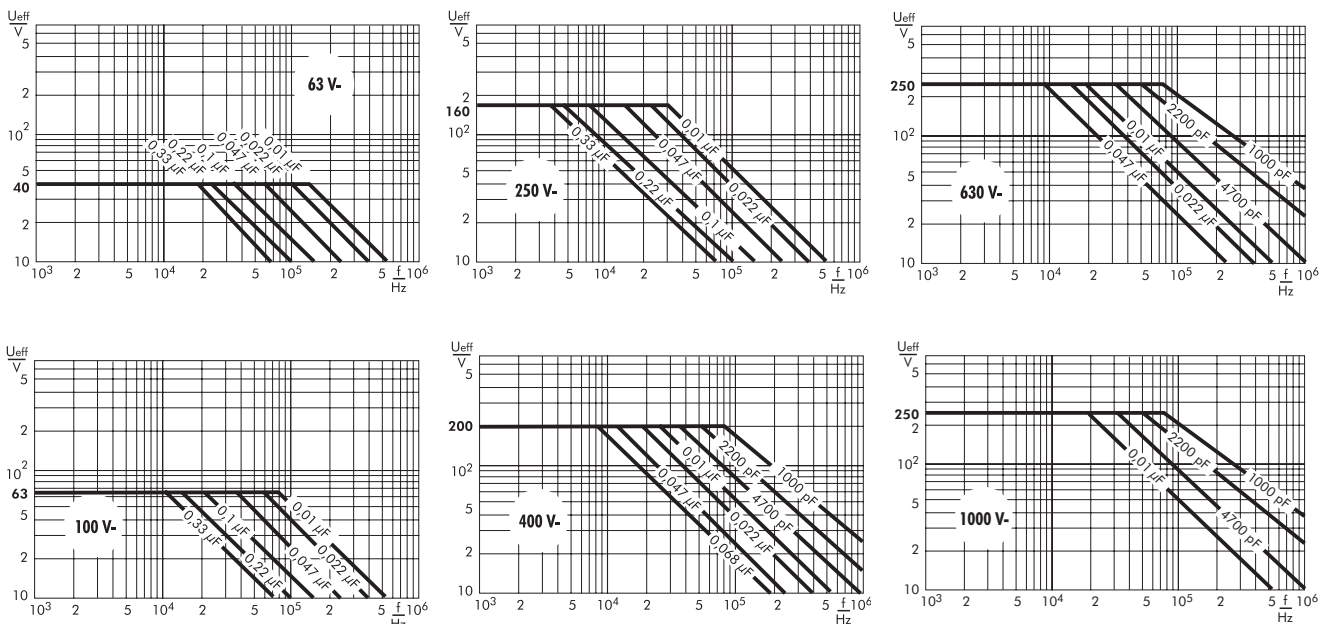 Ueff
V
5
2
10²
5
40
2
10
63 V-
0,33 µF
0,22 µF
0,1 µF
0,047 µF
0,022 µF
0,01 µF
10³ 2 5 10⁴ 2 5 10⁵ 2 f 5 10⁶
Hz
Ueff
V
5
2
160
10²
5
2
10
250 V-
0,01 µF
0,047 µF
0,33 µF
0,022 µF
0,22 µF
0,1 µF
10³ 2 5 10⁴ 2 5 10⁵ 2 f 5 10⁶
Hz
Ueff
V
5
250
2
10²
5
2
10
630 V-
2200 pF
1000 pF
0,01 µF
0,047 µF
4700 pF
0,022 µF
10³ 2 5 10⁴ 2 5 10⁵ 2 f 5 10⁶
Hz
Ueff
V
5
2
10²
63
5
2
10
100 V-
0,01 µF
0,1 µF
0,33 µF
0,022 µF
0,047 µF
0,22 µF
10³ 2 5 10⁴ 2 5 10⁵ 2 f 5 10⁶
Hz
Ueff
V
5
200
10²
5
2
10
400 V-
2200 pF
1000 pF
0,01 µF
0,047 µF
4700 pF
0,022 µF
0,068 µF
10³ 2 5 10⁴ 2 5 10⁵ 2 f 5 10⁶
Hz
Ueff
V
5
250
2
10²
5
2
10
1000 V-
2200 pF
0,01 µF
1000 pF
4700 pF
10³ 2 5 10⁴ 2 5 10⁵ 2 f 5 10⁶
Hz